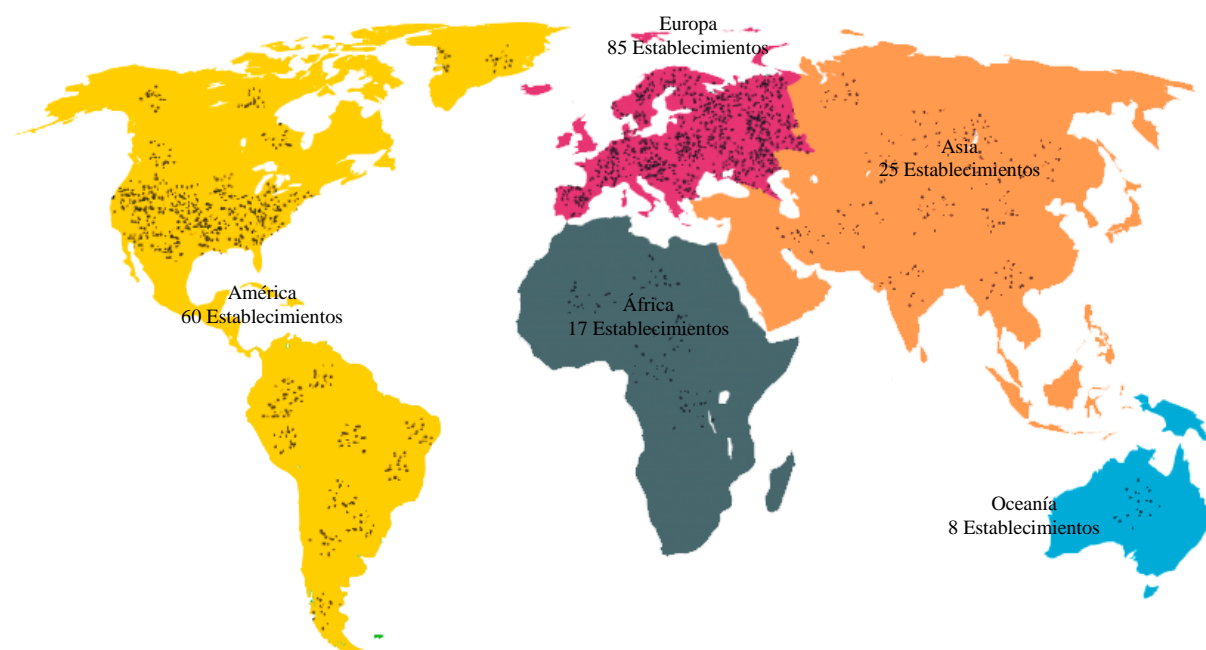 Europa
85 Establecimientos
Asia
25 Establecimientos
América
60 Establecimientos
África
17 Establecimientos
Oceanía
8 Establecimientos